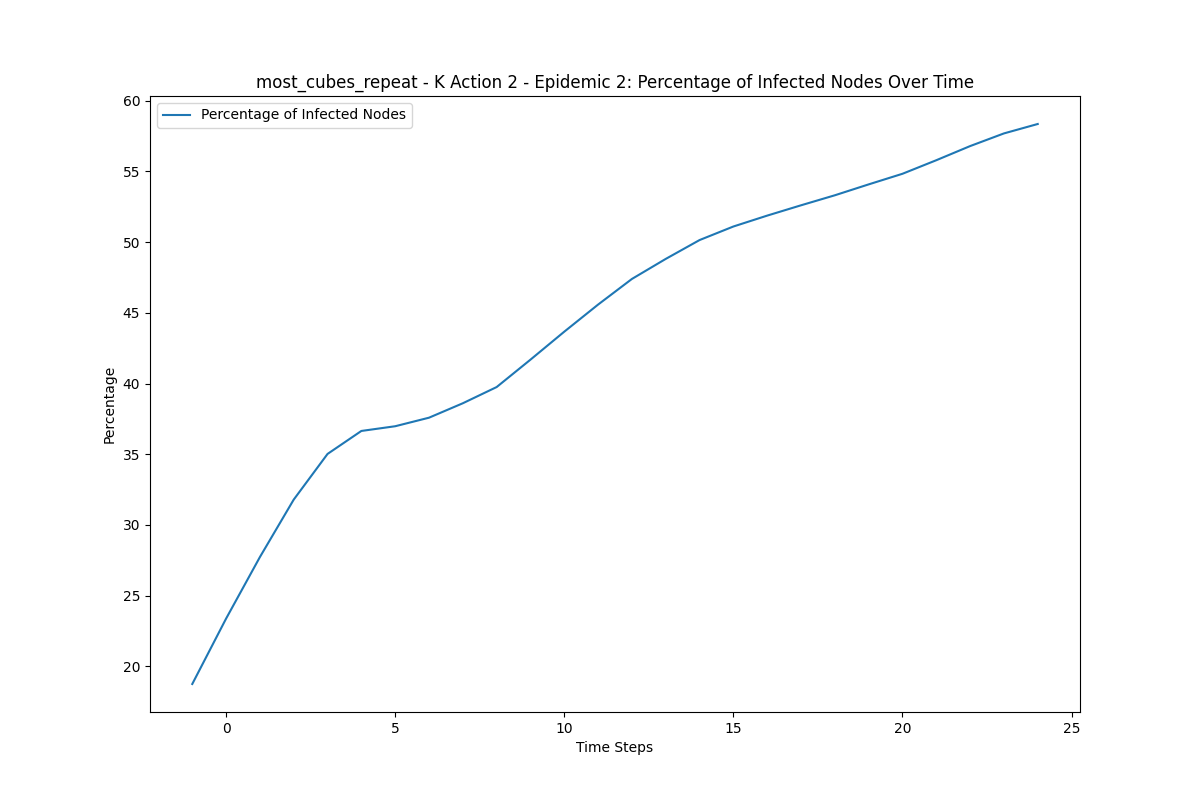 most_cubes_repeat - K Action 2 - Epidemic 2: Percentage of Infected Nodes Over Time
Percentage of Infected Nodes
60
55
50
45
40
35
30
25
20
Percentage
0 5 10 15 20 25
Time Steps